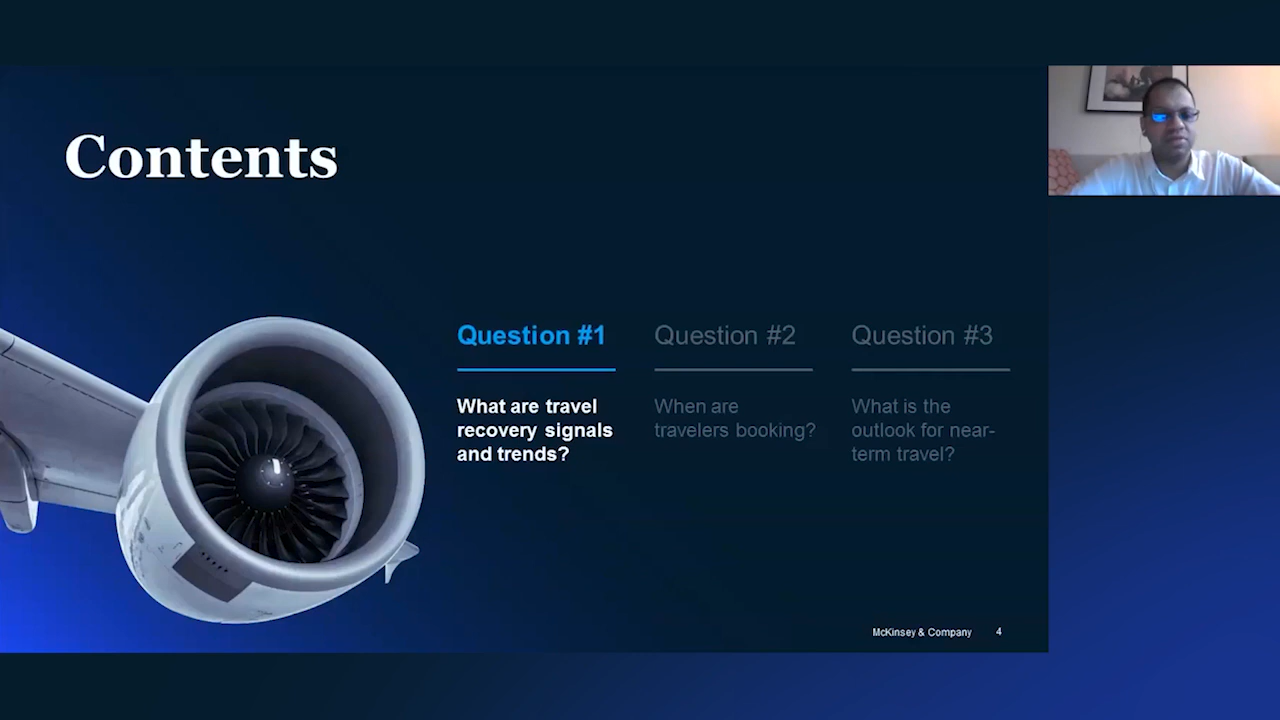 Contents
Question #1
What are travel
recovery signals
and trends?
Question #2
When are
travelers booking?
Question #3
What is the
outlook for near-
term travel?
McKinsey & Company 4